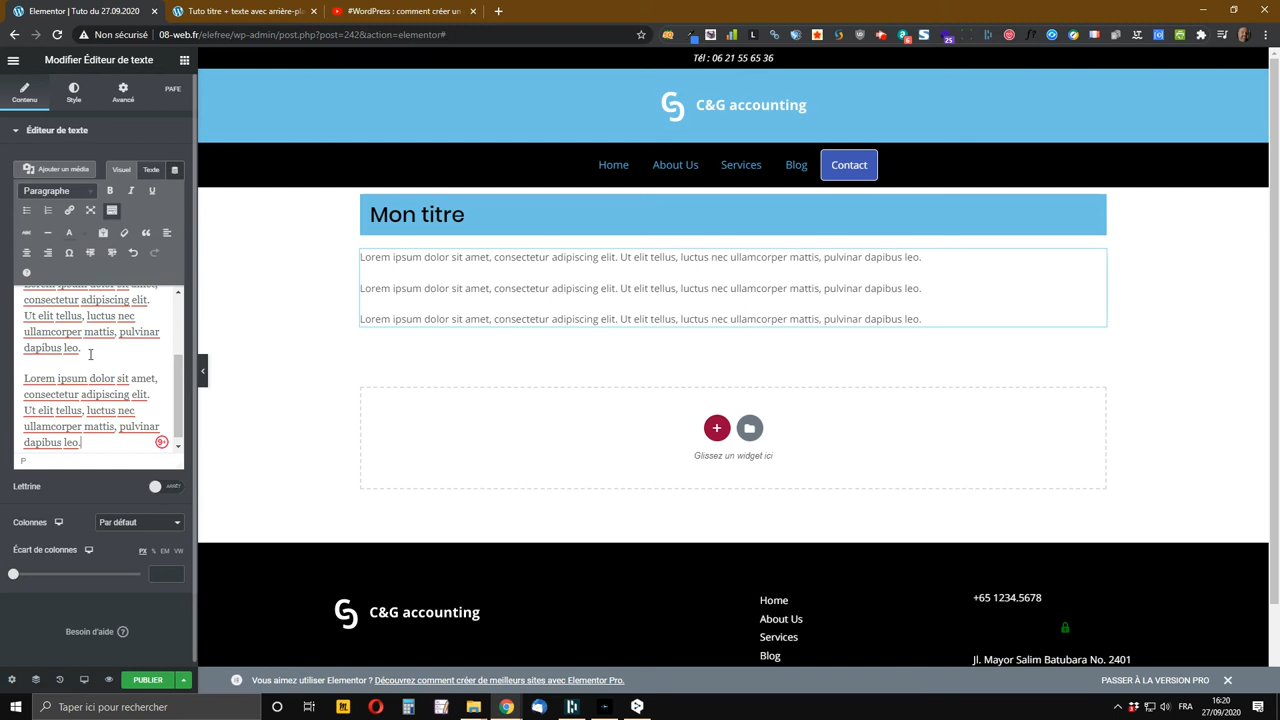 Elementor | Tuto du 27.09.2020
Tuto titre « avec arrière-plan co
#WordPress : comment créer
Non sécurisé 08-web.fr/elefree/wp-admin/post.php?post=242&action=elementor#
Modifier Éditeur de texte
Contenu
Style
Avancé
PAFE
Éditeur de texte
Ajouter un média
Visuel
Texte
Paragraphe
B
I
U
consectetur adipiscing elit.
Ut elit tellus, luctus nec
ullamcorper mattis, pulvinar
dapibus leo.
Lorem ipsum dolor sit amet,
consectetur adipiscing elit.
Ut elit tellus, luctus nec
ullamcorper mattis, pulvinar
dapibus leo.
9+
P
Lettrine
ARRÊT
Colonnes
Par défaut
Écart de colonnes
PX % EM VW
Besoin d'aide
PUBLIER
Tél : 06 21 55 65 36
C&G accounting
Home
About Us
Services
Blog
Contact
Mon titre
Lorem ipsum dolor sit amet, consectetur adipiscing elit. Ut elit tellus, luctus nec ullamcorper mattis, pulvinar dapibus leo.
Lorem ipsum dolor sit amet, consectetur adipiscing elit. Ut elit tellus, luctus nec ullamcorper mattis, pulvinar dapibus leo.
Lorem ipsum dolor sit amet, consectetur adipiscing elit. Ut elit tellus, luctus nec ullamcorper mattis, pulvinar dapibus leo.
Glissez un widget ici
C&G accounting
Home
About Us
Services
Blog
+65 1234.5678
Jl. Mayor Salim Batubara No. 2401
Vous aimez utiliser Elementor ? Découvrez comment créer de meilleurs sites avec Elementor Pro.
PASSER À LA VERSION PRO
Taper ici pour rechercher
FRA
16:20
27/09/2020